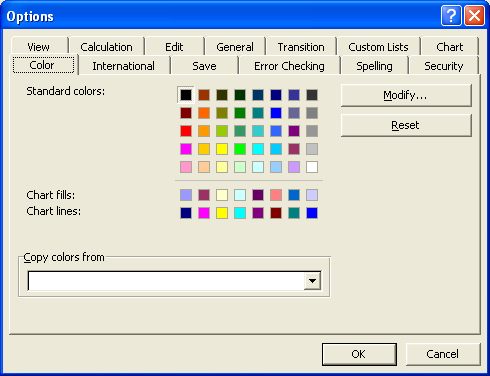 Options
View Calculation Edit General Transition Custom Lists Chart
Color International Save Error Checking Spelling Security
Standard colors:
Modify...
Reset
Chart fills:
Chart lines:
Copy colors from
OK Cancel